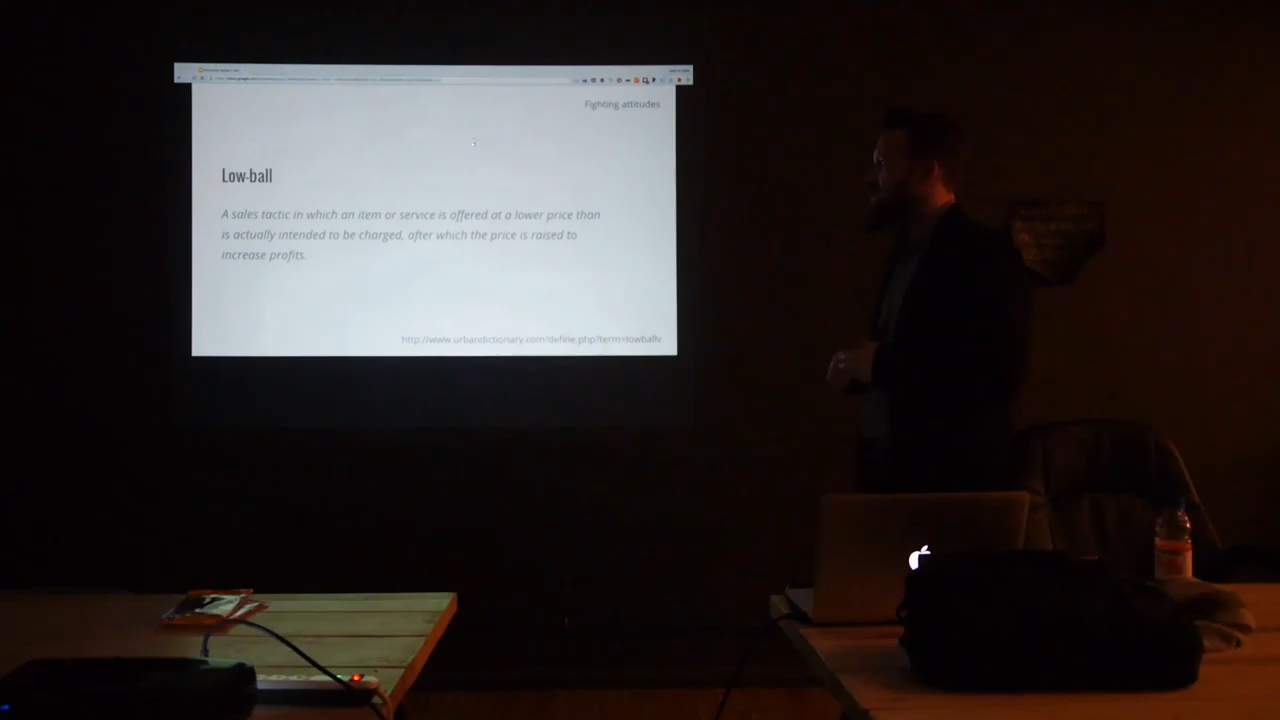 Fighting attitudes
Low-ball
A sales tactic in which an item or service is offered at a lower price than
is actually intended to be charged, after which the price is raised to
increase profits.
http://www.urbandictionary.com/define.php?term=lowballv